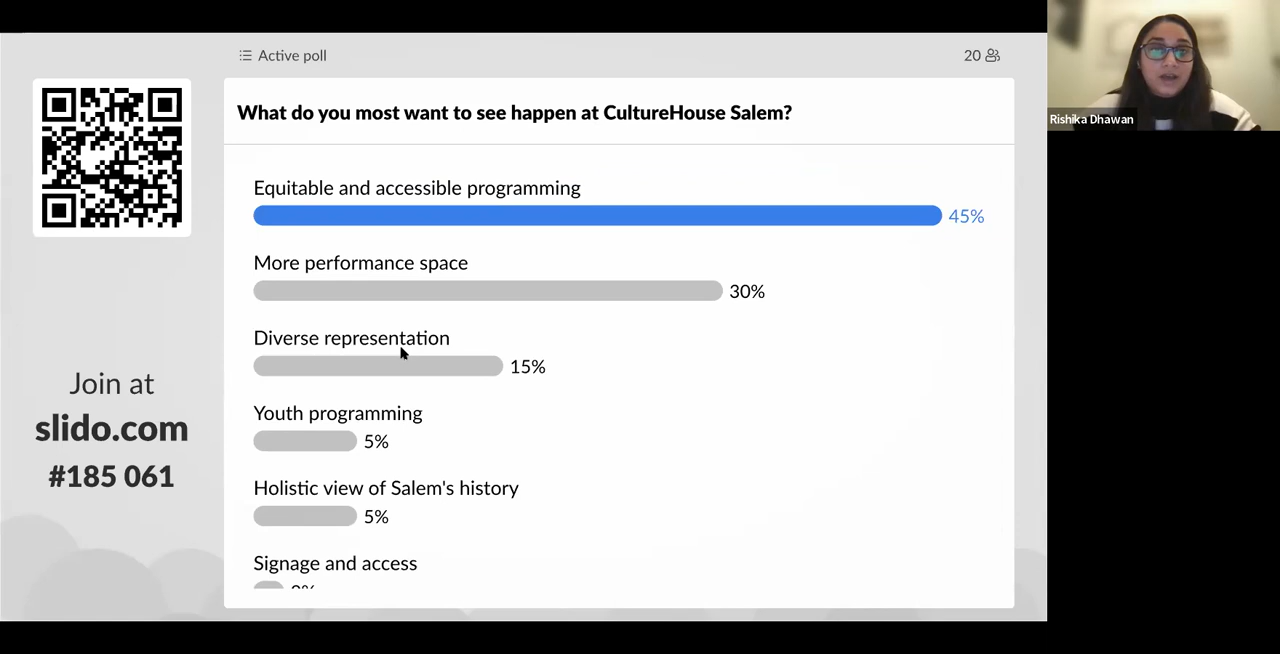 Active poll
20
What do you most want to see happen at CultureHouse Salem?
Equitable and accessible programming
45%
More performance space
30%
Diverse representation
15%
Youth programming
5%
Holistic view of Salem's history
5%
Signage and access
Join at
slido.com
#185 061
Rishika Dhawan